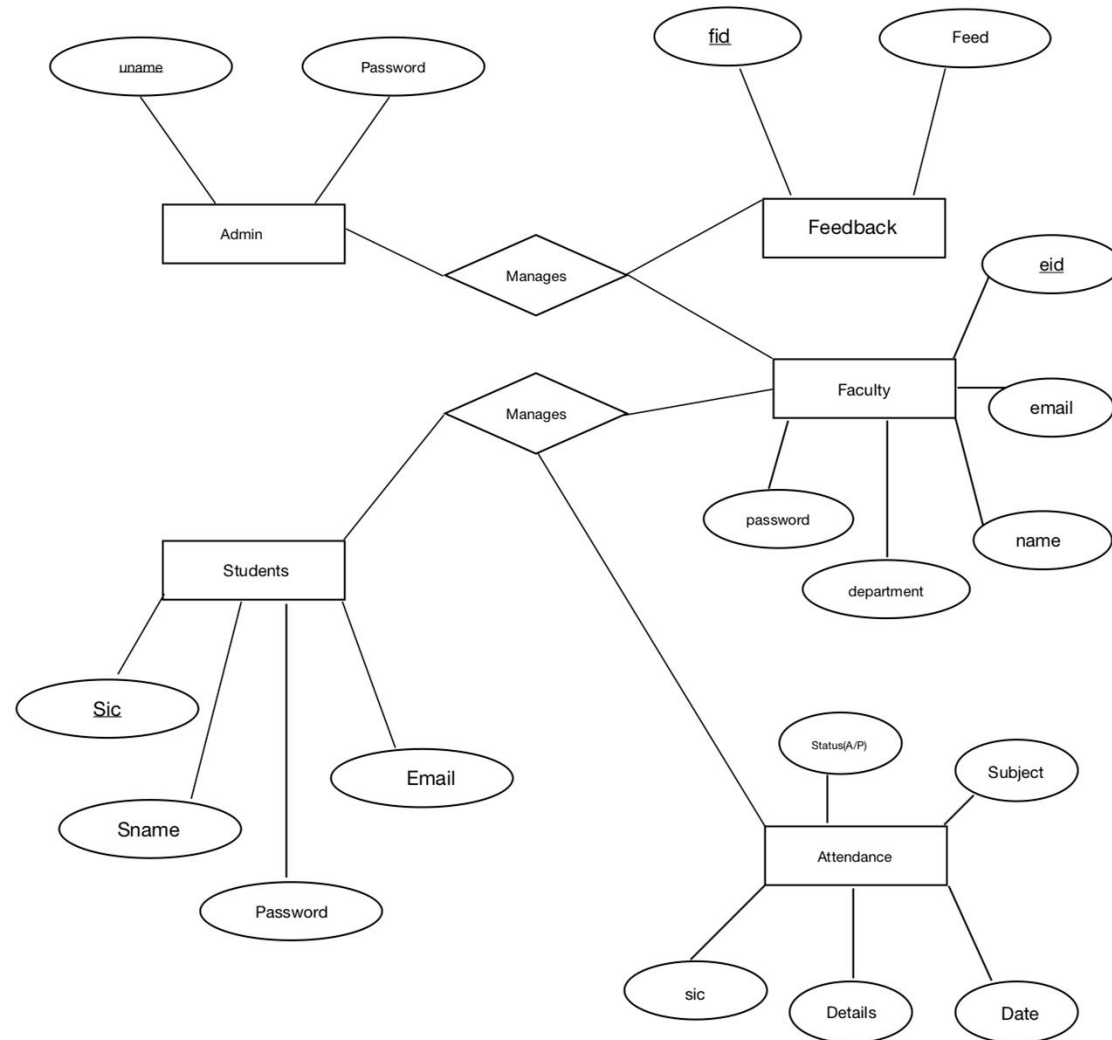 fid
Feed
uname
Password
Admin
Feedback
eid
Manages
Faculty
email
Manages
password
name
Students
department
Sic
Status(A/P)
Subject
Email
Sname
Attendance
Password
sic
Details
Date